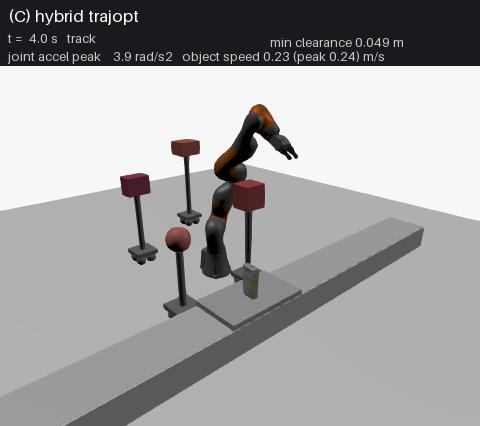 (C) hybrid trajopt
t =  4.0 s   track
min clearance 0.049 m
joint accel peak    3.9 rad/s2   object speed 0.23 (peak 0.24) m/s